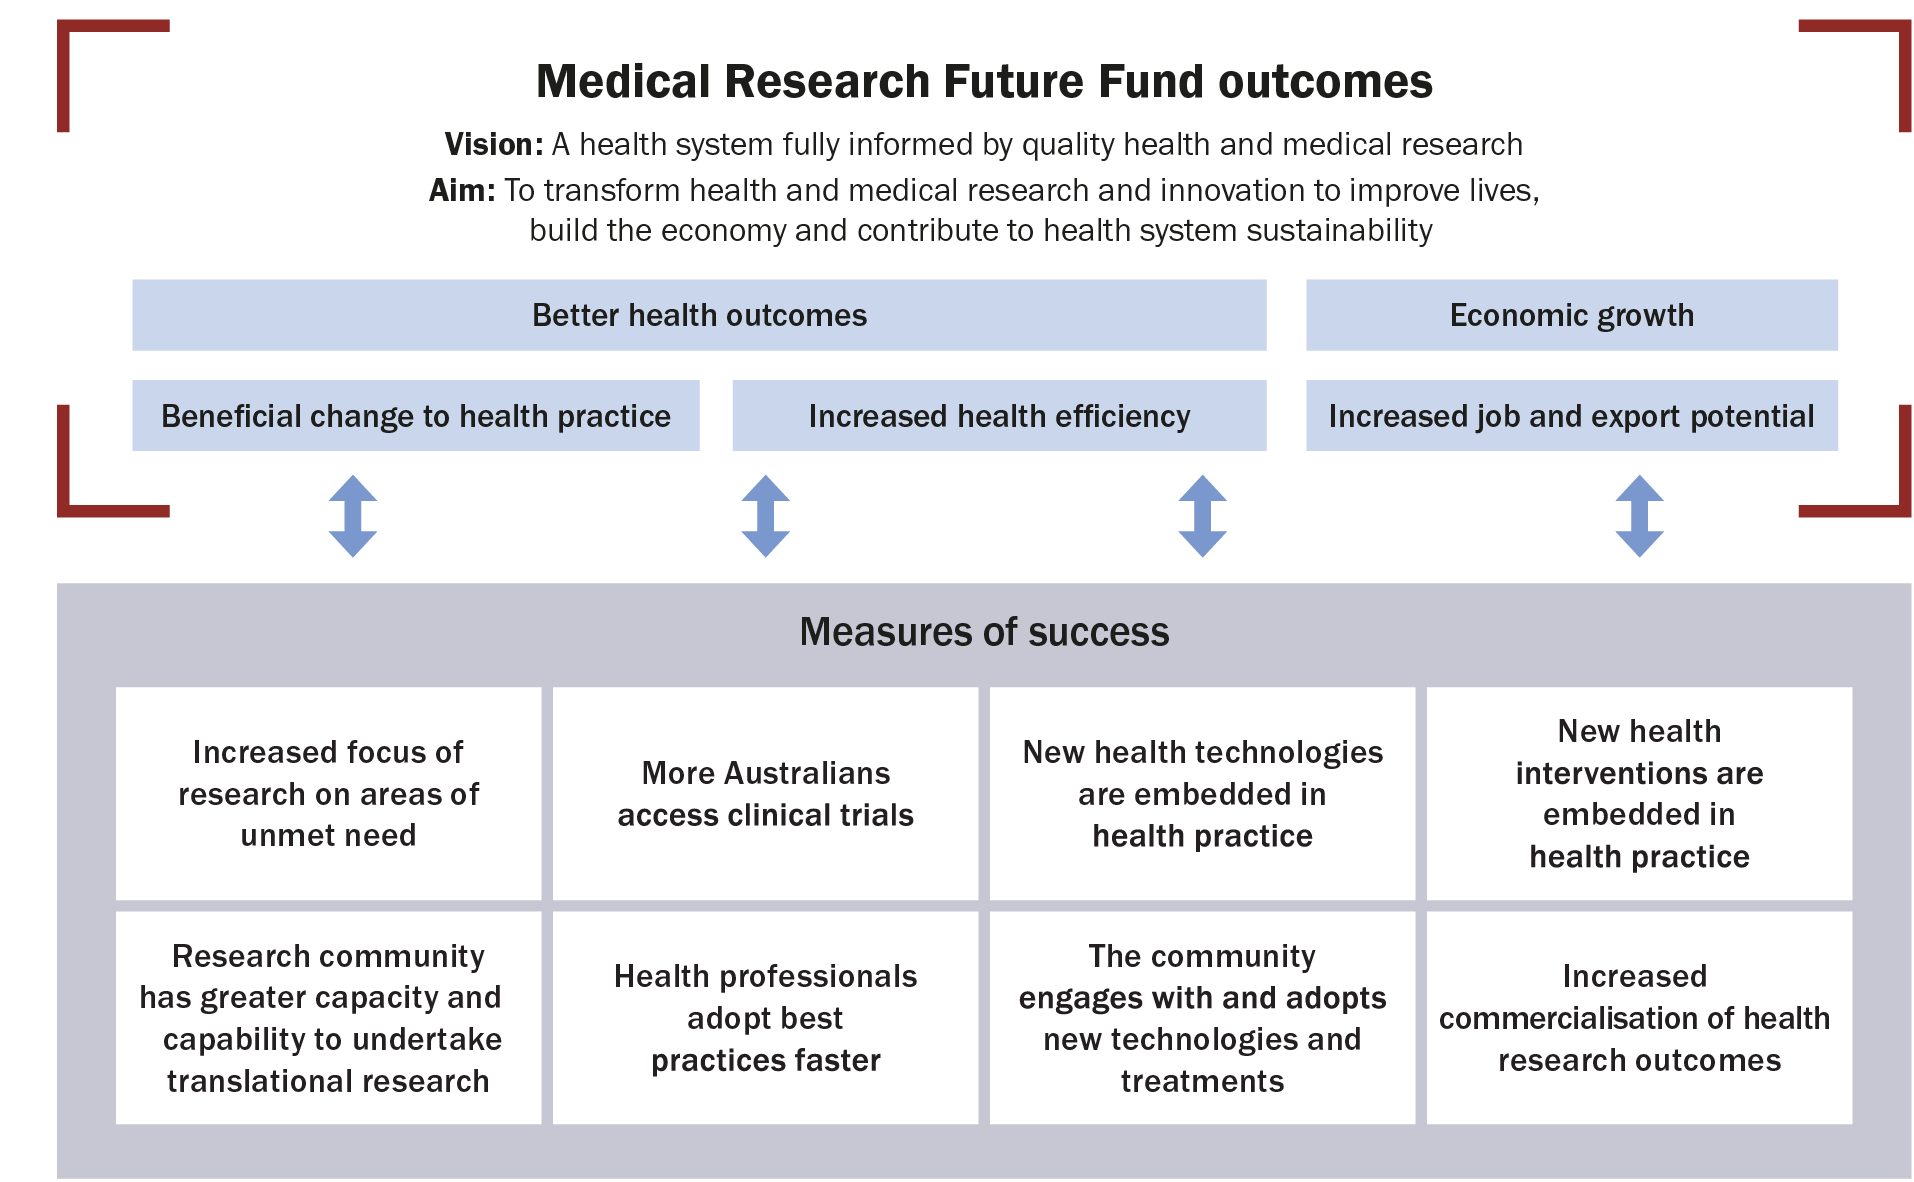 Medical Research Future Fund outcomes
Vision: A health system fully informed by quality health and medical research
Aim: To transform health and medical research and innovation to improve lives,
build the economy and contribute to health system sustainability
Better health outcomes
Economic growth
Beneficial change to health practice
Increased health efficiency
Increased job and export potential
Measures of success
Increased focus of
research on areas of
unmet need
More Australians
access clinical trials
New health technologies
are embedded in
health practice
New health
interventions are
embedded in
health practice
Research community
has greater capacity and
capability to undertake
translational research
Health professionals
adopt best
practices faster
The community
engages with and adopts
new technologies and
treatments
Increased
commercialisation of health
research outcomes